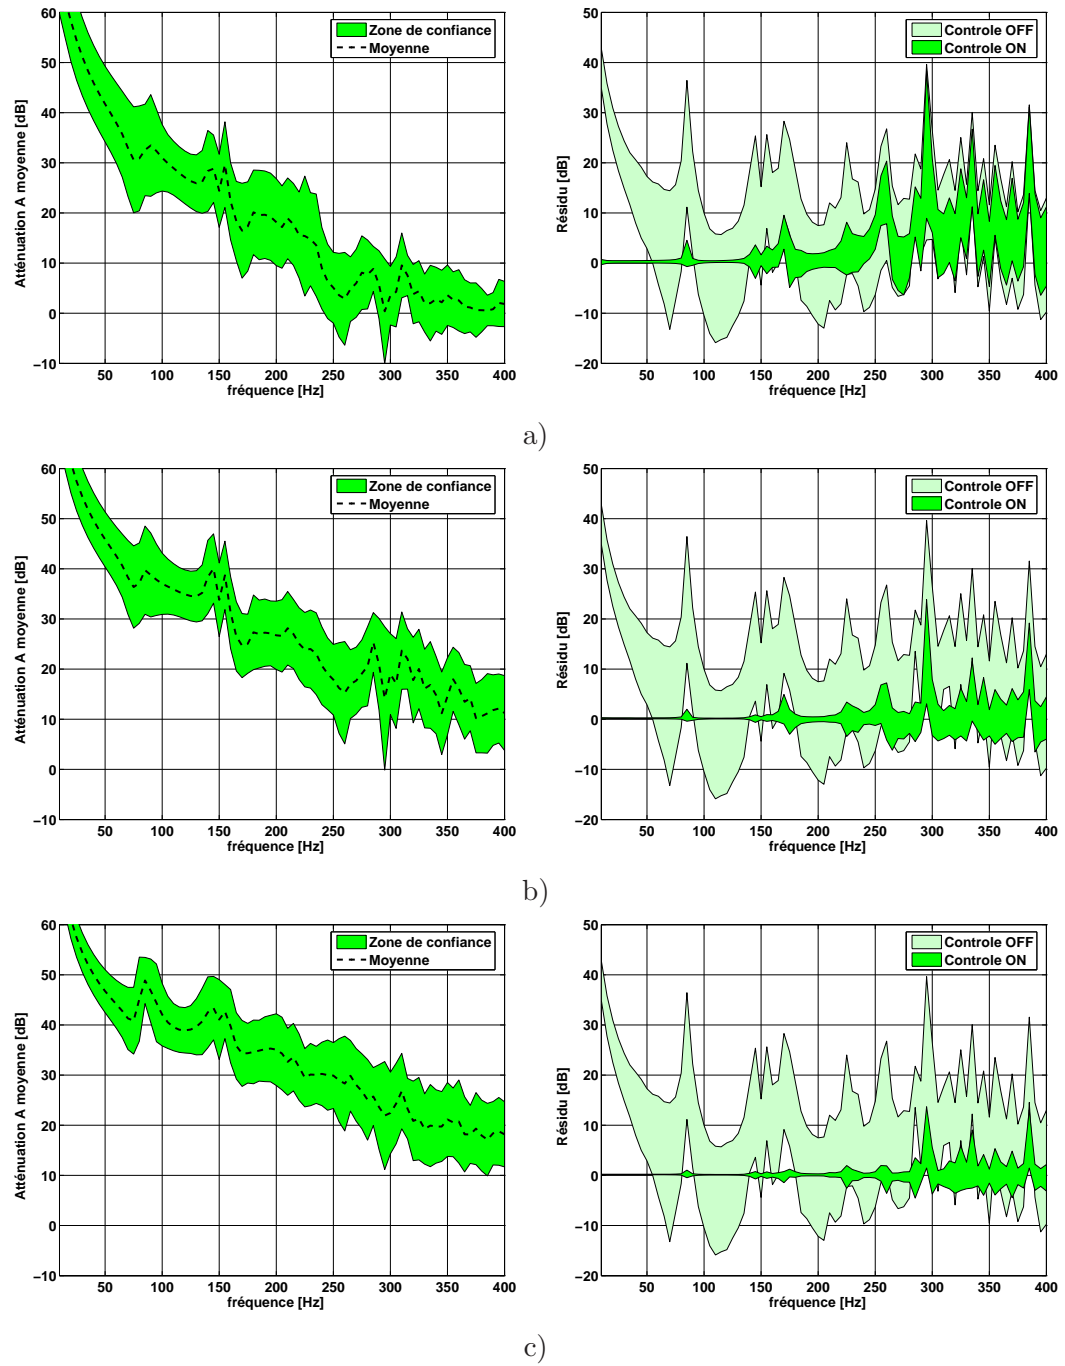 Atténuation A moyenne [dB]
60
50
40
30
20
10
0
−10
50 100 150 200 250 300 350 400
fréquence [Hz]
Zone de confiance
Moyenne
Résidu [dB]
50
40
30
20
10
0
−10
−20
50 100 150 200 250 300 350 400
fréquence [Hz]
Controle OFF
Controle ON
a)
Atténuation A moyenne [dB]
60
50
40
30
20
10
0
−10
50 100 150 200 250 300 350 400
fréquence [Hz]
Zone de confiance
Moyenne
Résidu [dB]
50
40
30
20
10
0
−10
−20
50 100 150 200 250 300 350 400
fréquence [Hz]
Controle OFF
Controle ON
b)
Atténuation A moyenne [dB]
60
50
40
30
20
10
0
−10
50 100 150 200 250 300 350 400
fréquence [Hz]
Zone de confiance
Moyenne
Résidu [dB]
50
40
30
20
10
0
−10
−20
50 100 150 200 250 300 350 400
fréquence [Hz]
Controle OFF
Controle ON
c)